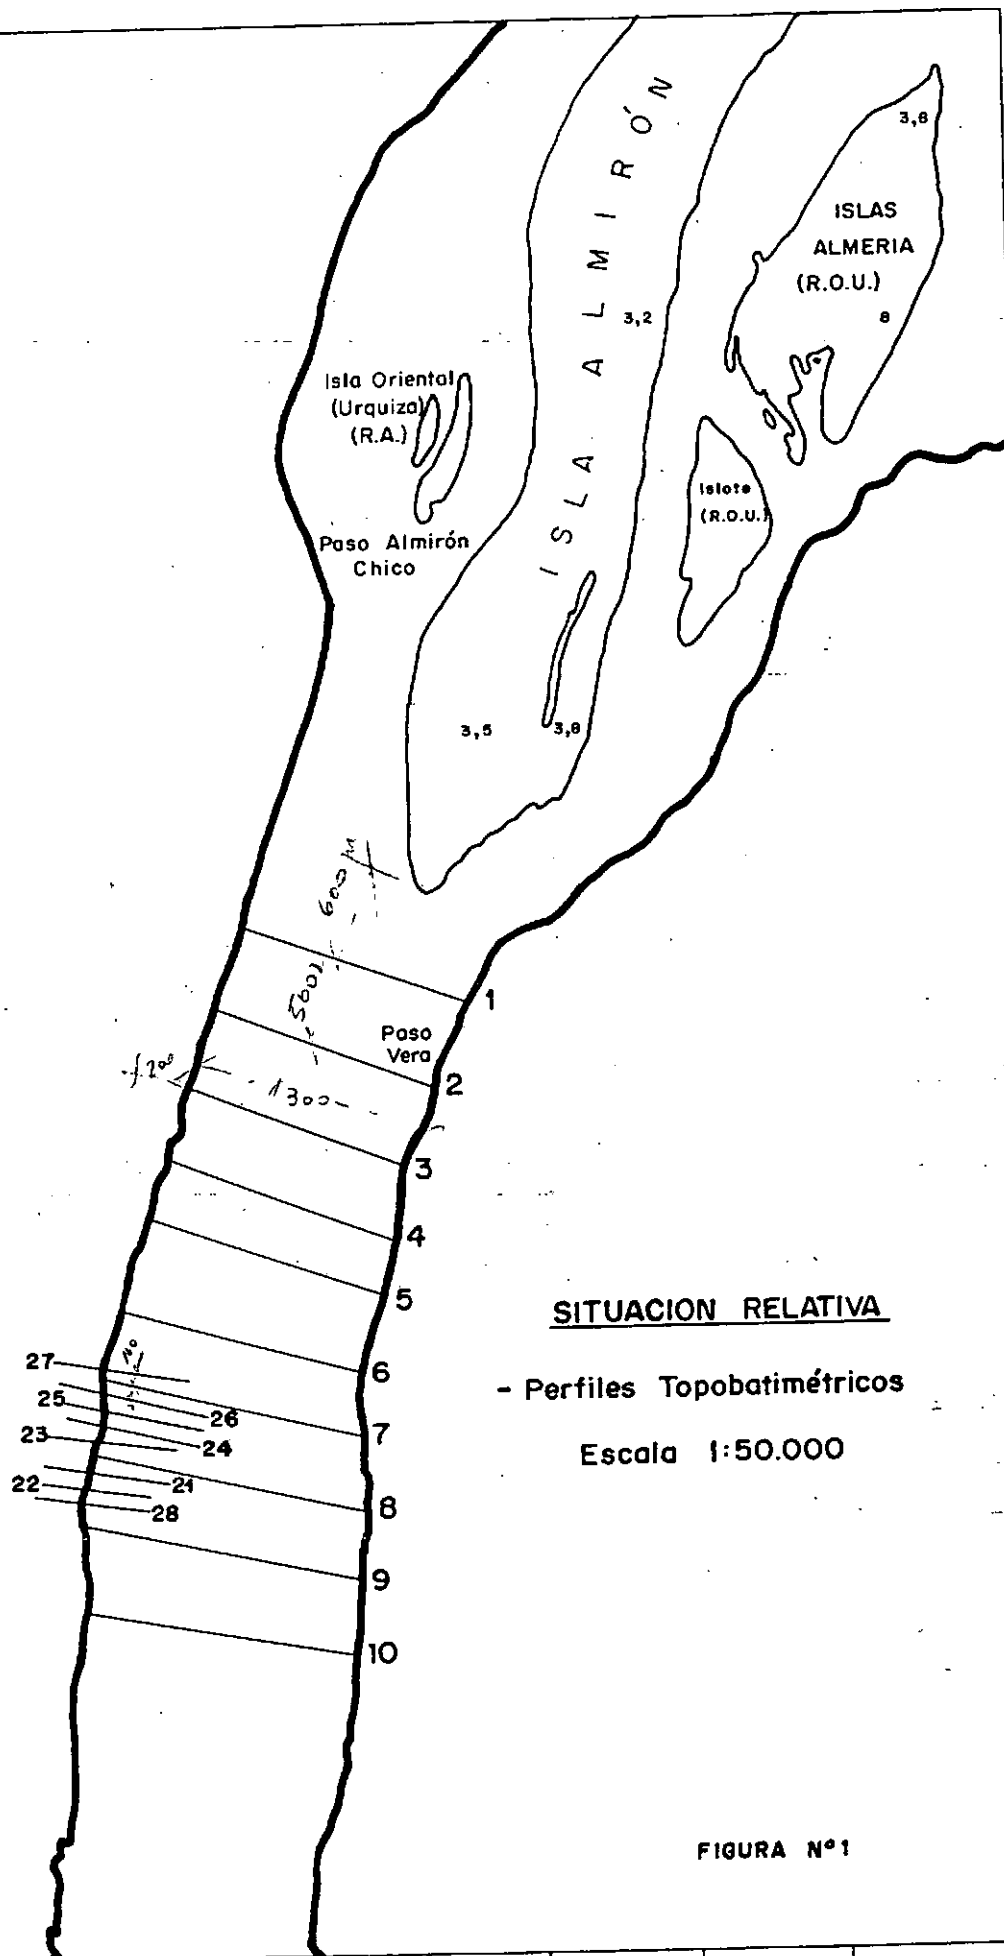 ISLA ALMIRÓN
3,8
ISLAS
ALMERIA
(R.O.U.)
8
3,2
Isla Oriental
(Urquiza)
(R.A.)
Islote
(R.O.U.)
Paso Almirón
Chico
3,5
3,8
600 m
500
1
Paso
Vera
2
200
1300
3
4
5
SITUACION RELATIVA
- Perfiles Topobatimétricos
Escala 1:50.000
6
27
25
26
7
23
24
21
22
8
28
9
10
FIGURA Nº1